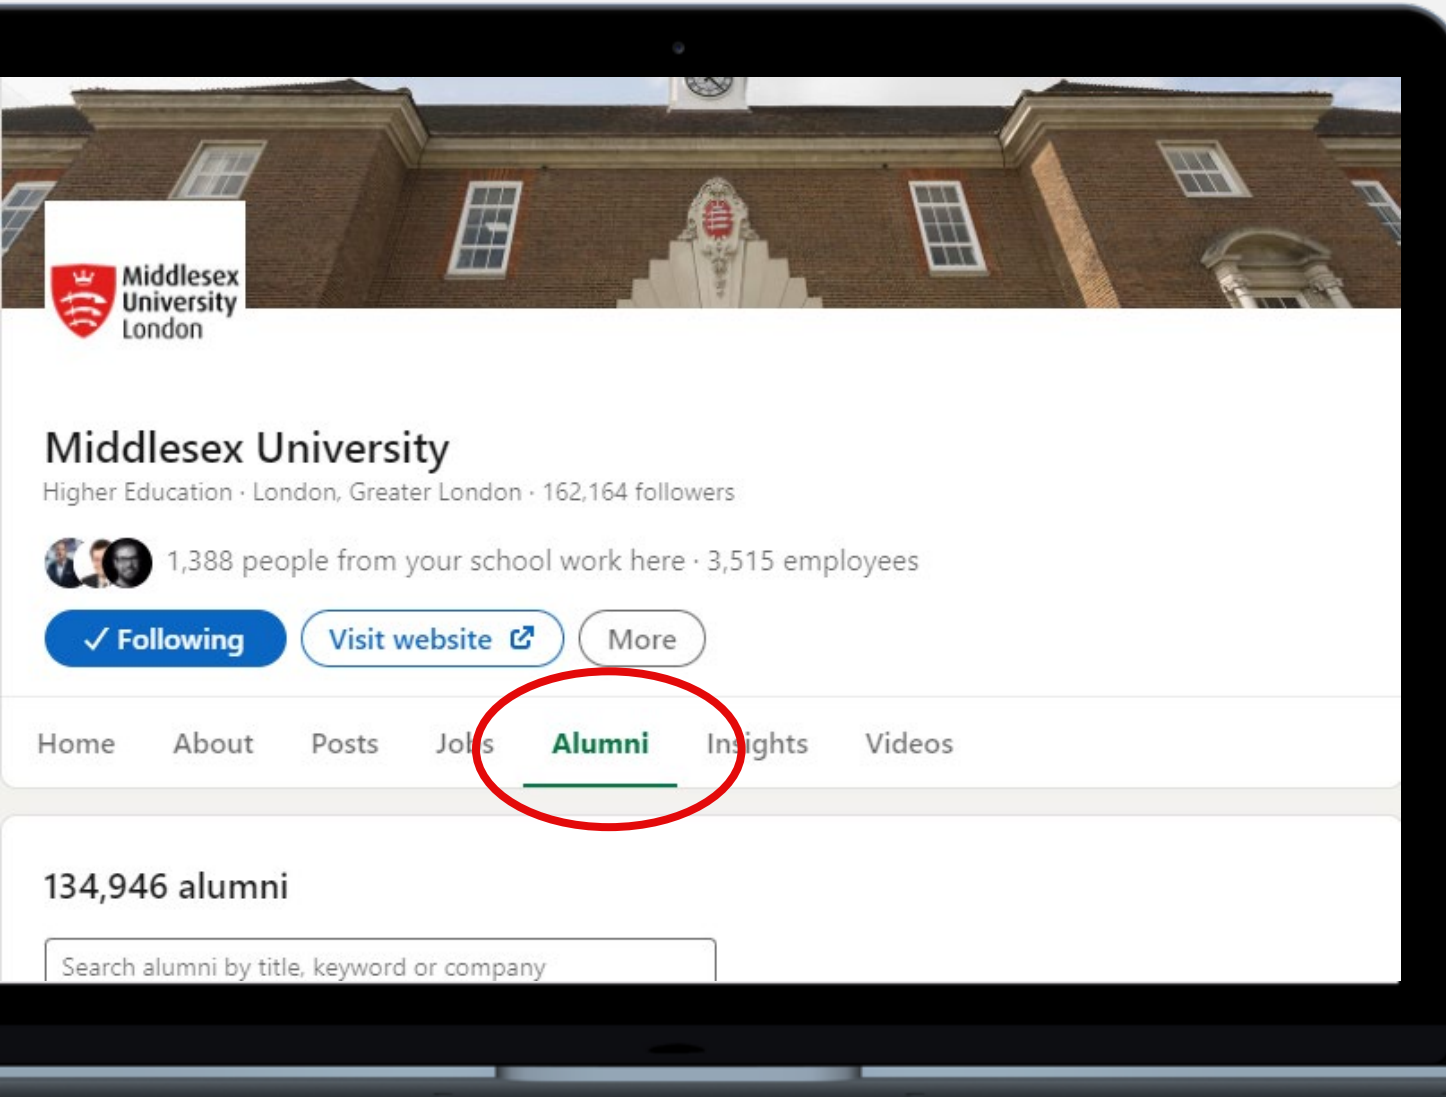 Middlesex
University
London
Middlesex University
Higher Education · London, Greater London · 162,164 followers
1,388 people from your school work here · 3,515 employees
✓ Following
Visit website
More
Home About Posts Jobs Alumni Insights Videos
134,946 alumni
Search alumni by title, keyword or company